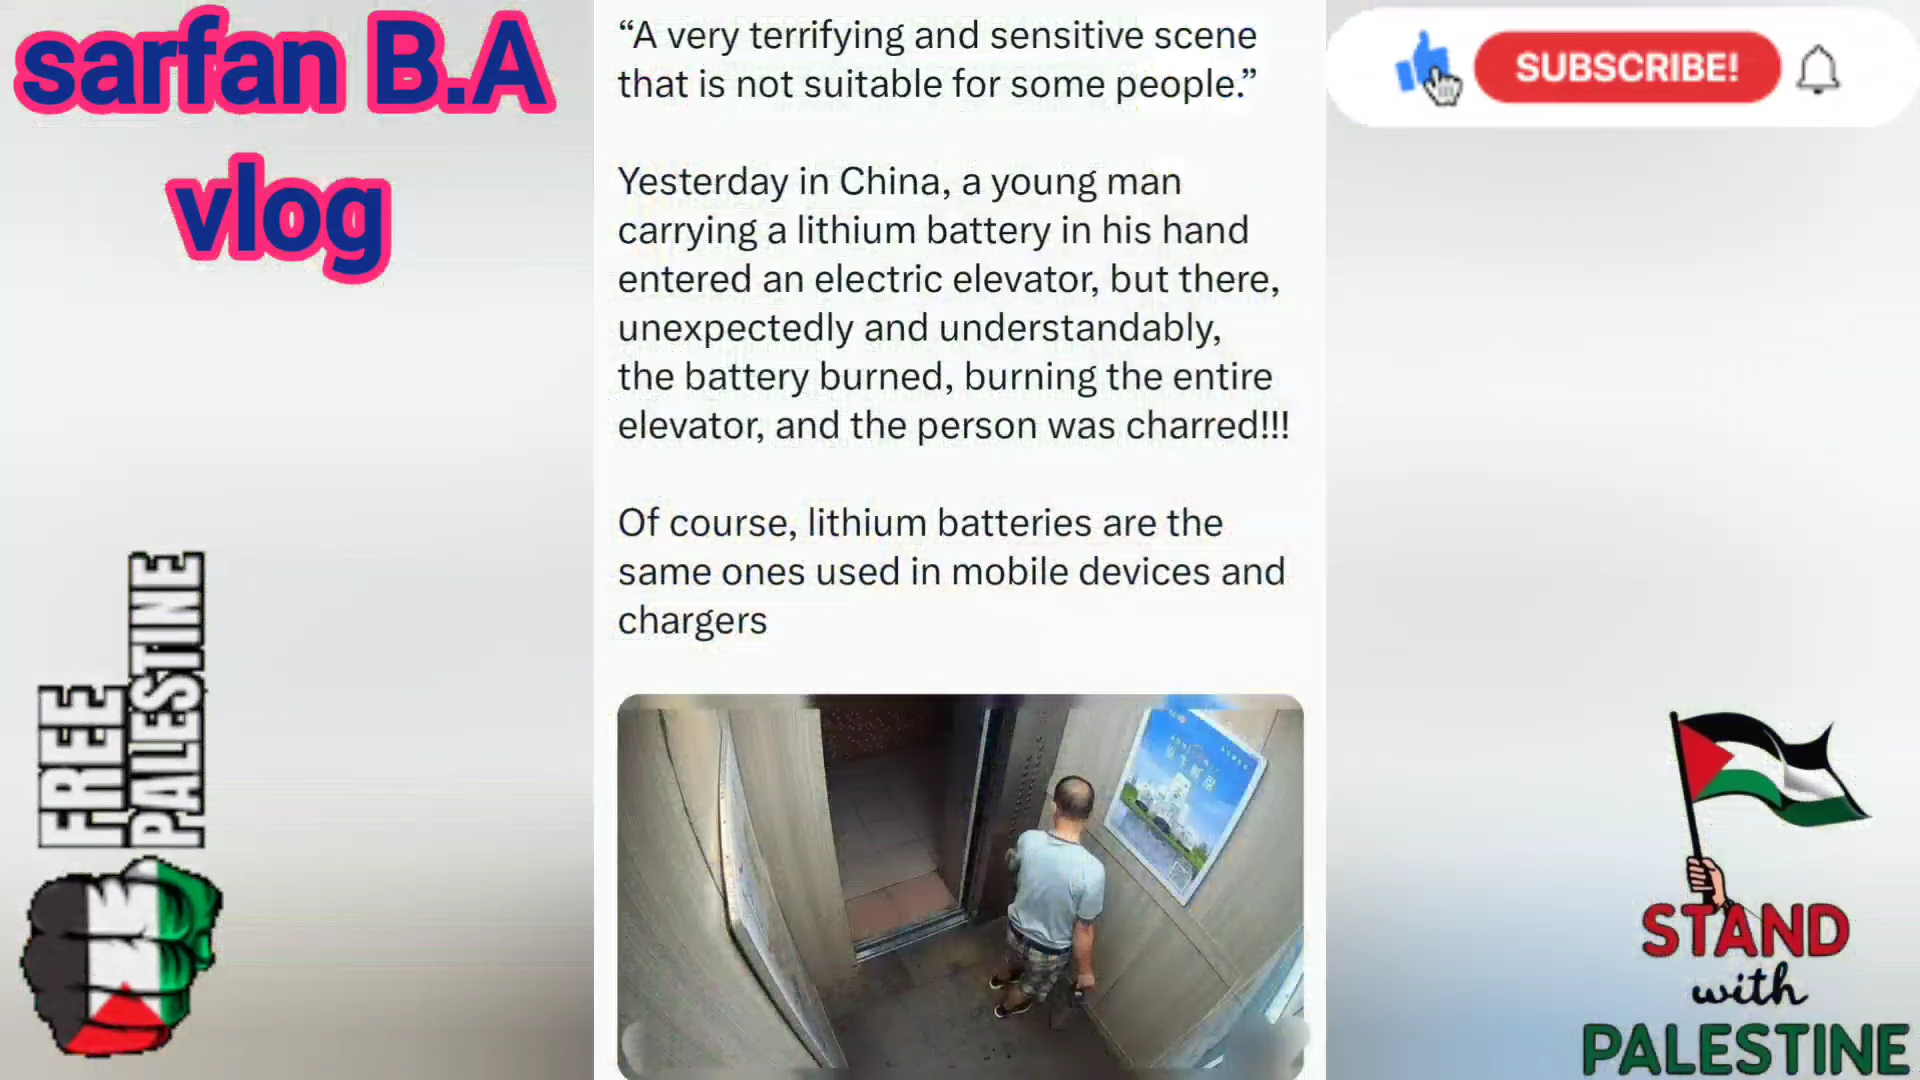 sarfan B.A
vlog
“A very terrifying and sensitive scene
that is not suitable for some people.”
Yesterday in China, a young man
carrying a lithium battery in his hand
entered an electric elevator, but there,
unexpectedly and understandably,
the battery burned, burning the entire
elevator, and the person was charred!!!
Of course, lithium batteries are the
same ones used in mobile devices and
chargers
SUBSCRIBE!
FREE
PALESTINE
STAND
with
PALESTINE